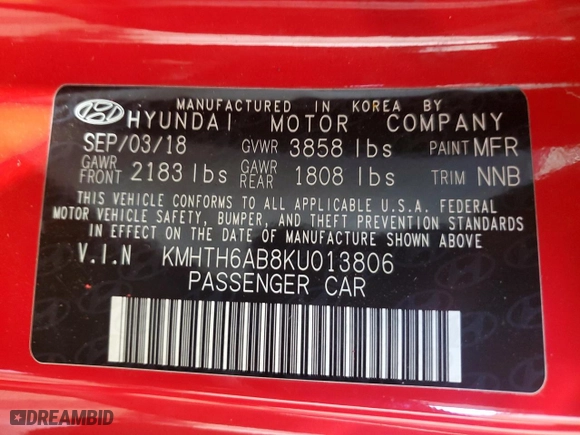 MANUFACTURED IN KOREA BY
HYUNDAI MOTOR COMPANY
SEP/03/18 GVWR 3858 lbs PAINT MFR
GAWR FRONT 2183 lbs GAWR REAR 1808 lbs TRIM NNB
THIS VEHICLE CONFORMS TO ALL APPLICABLE U.S.A. FEDERAL
MOTOR VEHICLE SAFETY, BUMPER, AND THEFT PREVENTION STANDARDS
IN EFFECT ON THE DATE OF MANUFACTURE SHOWN ABOVE
V.I.N KMHTH6AB8KU013806
PASSENGER CAR
DREAMBID